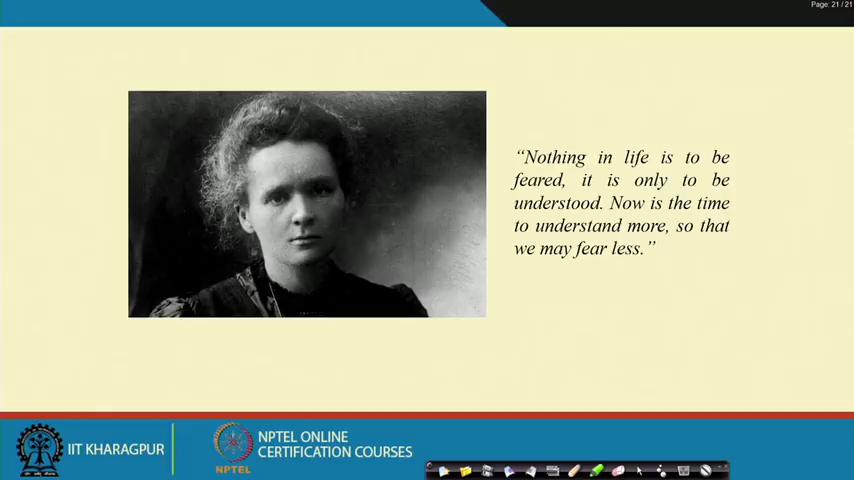 Page: 21 / 21
“Nothing in life is to be
feared, it is only to be
understood. Now is the time
to understand more, so that
we may fear less.”
IIT KHARAGPUR
NPTEL
NPTEL ONLINE
CERTIFICATION COURSES